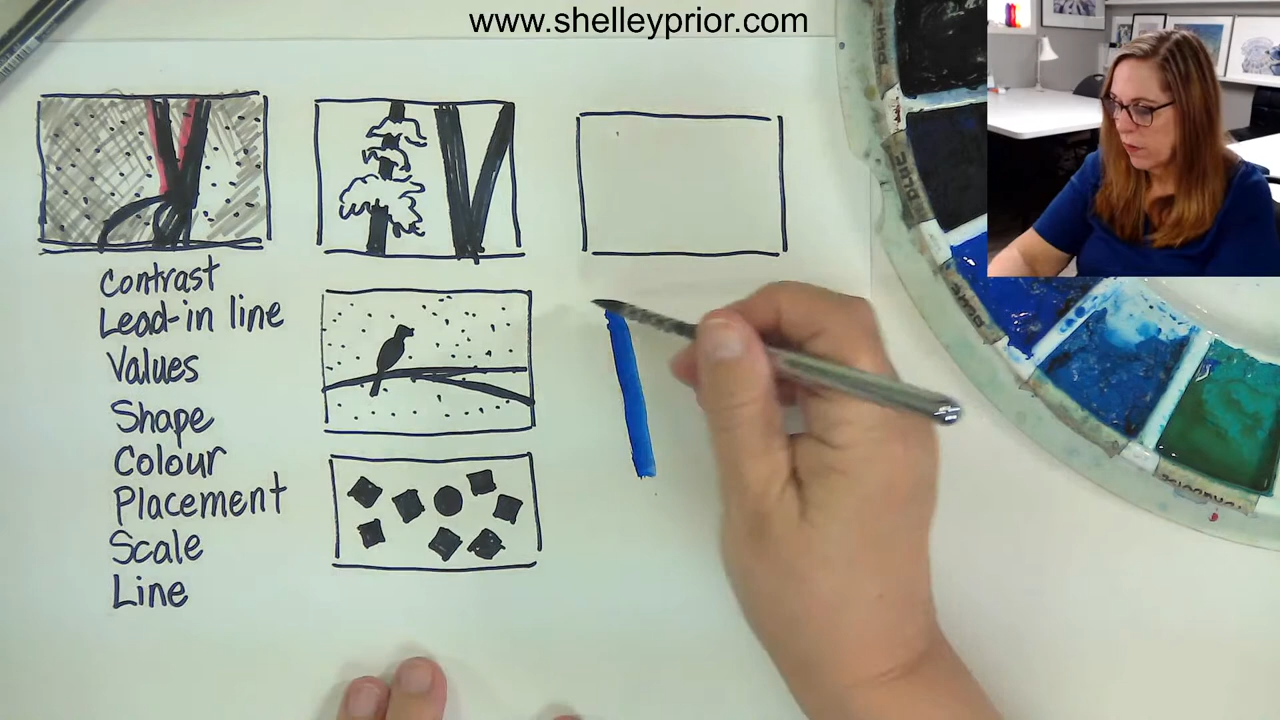 www.shelleyprior.com
Contrast
Lead-in line
Values
Shape
Colour
Placement
Scale
Line